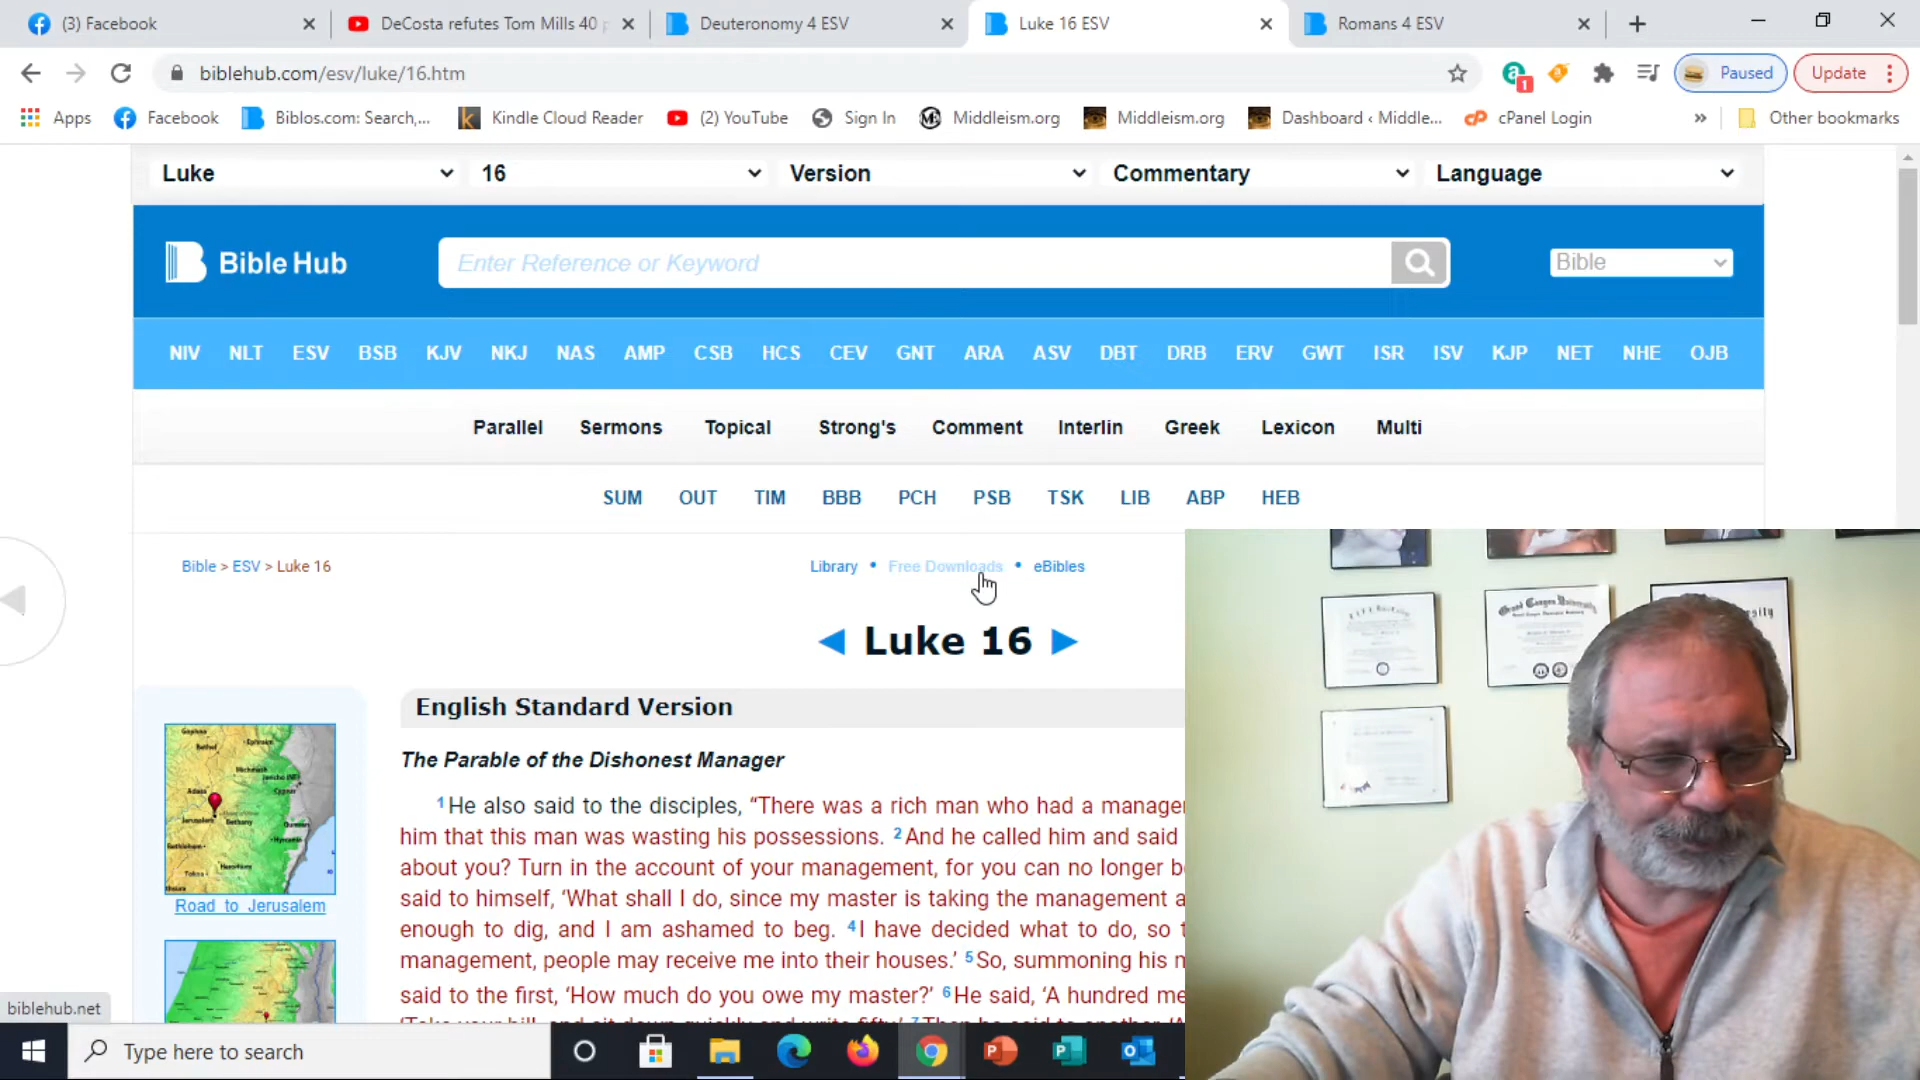 (3) Facebook
DeCosta refutes Tom Mills 40 p
Deuteronomy 4 ESV
Luke 16 ESV
Romans 4 ESV
biblehub.com/esv/luke/16.htm
1
Paused
Update
Apps
Facebook
Biblos.com: Search,...
Kindle Cloud Reader
(2) YouTube
Sign In
Middleism.org
Middleism.org
Dashboard ‹ Middle...
cPanel Login
Other bookmarks
Luke
16
Version
Commentary
Language
Bible Hub
Enter Reference or Keyword
Bible
NIV NLT ESV BSB KJV NKJ NAS AMP CSB HCS CEV GNT ARA ASV DBT DRB ERV GWT ISR ISV KJP NET NHE OJB
Parallel Sermons Topical Strong's Comment Interlin Greek Lexicon Multi
SUM OUT TIM BBB PCH PSB TSK LIB ABP HEB
Bible > ESV > Luke 16
Library • Free Downloads • eBibles
◄ Luke 16 ►
English Standard Version
The Parable of the Dishonest Manager
1He also said to the disciples, “There was a rich man who had a manager
him that this man was wasting his possessions. 2And he called him and said
about you? Turn in the account of your management, for you can no longer be
said to himself, ‘What shall I do, since my master is taking the management a
enough to dig, and I am ashamed to beg. 4I have decided what to do, so
management, people may receive me into their houses.’ 5So, summoning his
said to the first, ‘How much do you owe my master?’ 6He said, ‘A hundred me
Road to Jerusalem
biblehub.net
Type here to search